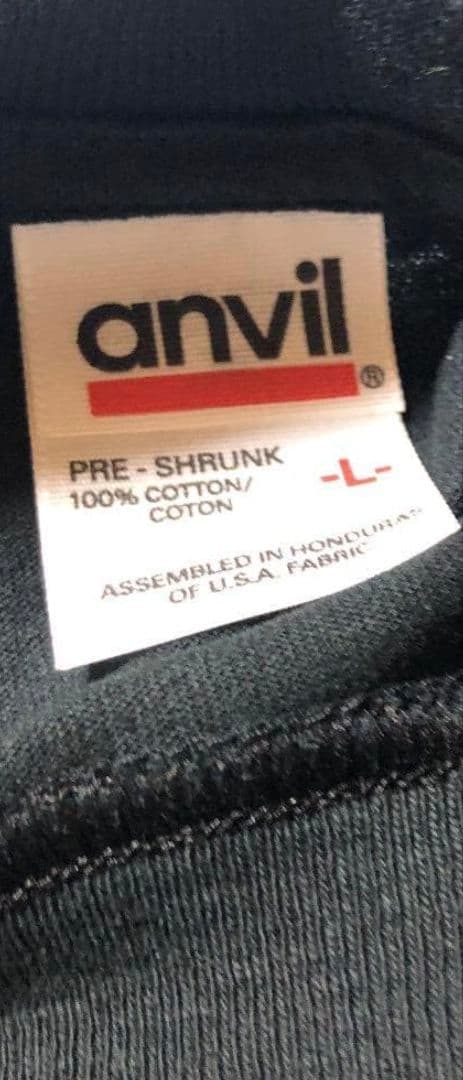 anvil®
PRE - SHRUNK
-L-
100% COTTON/
COTON
ASSEMBLED IN HONDURAS
OF U.S.A. FABRIC